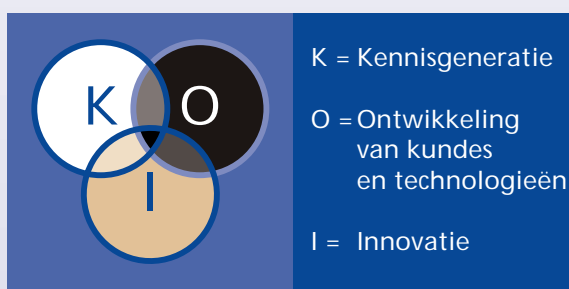 K O
I
K = Kennisgeneratie
O = Ontwikkeling
van kundes
en technologieën
I = Innovatie